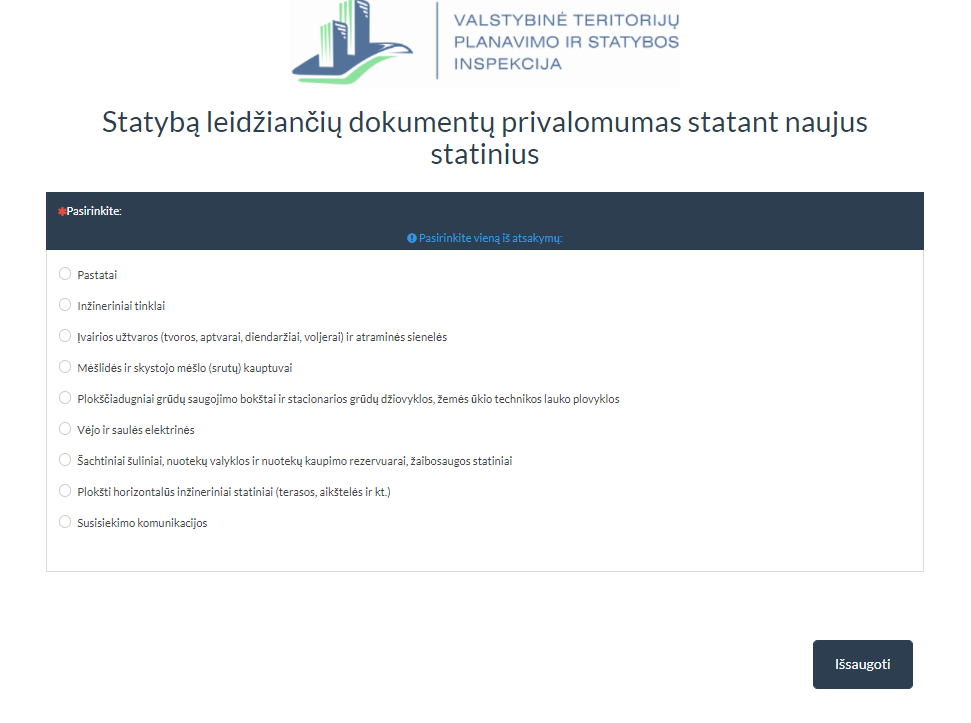 VALSTYBINĖ TERITORIJŲ
PLANAVIMO IR STATYBOS
INSPEKCIJA
Statybą leidžiančių dokumentų privalomumas statant naujus
statinius
✱Pasirinkite:
Pasirinkite vieną iš atsakymų:
Pastatai
Inžineriniai tinklai
Įvairios užtvaros (tvoros, aptvarai, diendaržiai, voljerai) ir atraminės sienelės
Mėšlidės ir skystojo mėšlo (srutų) kauptuvai
Plokščiadugniai grūdų saugojimo bokštai ir stacionarios grūdų džiovyklos, žemės ūkio technikos lauko plovyklos
Vėjo ir saulės elektrinės
Šachtiniai šuliniai, nuotekų valyklos ir nuotekų kaupimo rezervuarai, žaibosaugos statiniai
Plokšti horizontalūs inžineriniai statiniai (terasos, aikštelės ir kt.)
Susisiekimo komunikacijos
Išsaugoti